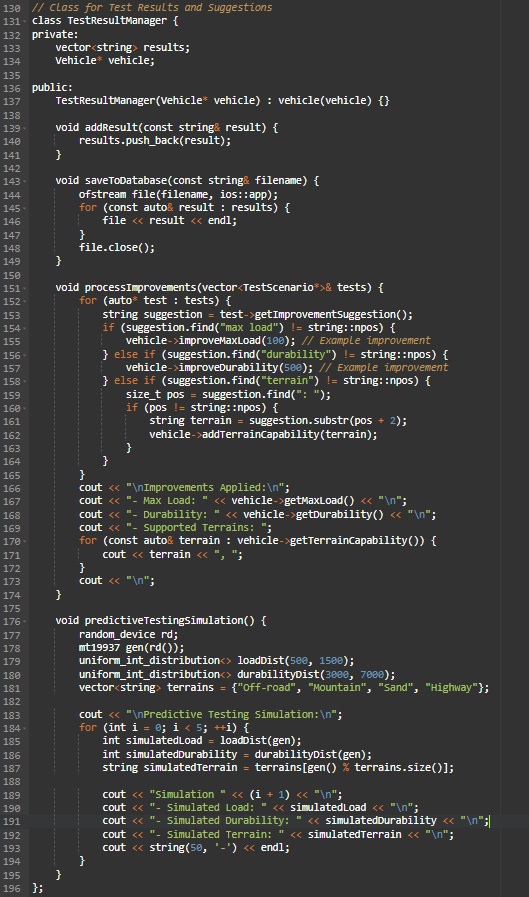 130 // Class for Test Results and Suggestions
131 class TestResultManager {
132 private:
133     vector<string> results;
134     Vehicle* vehicle;
135
136 public:
137     TestResultManager(Vehicle* vehicle) : vehicle(vehicle) {}
138
139     void addResult(const string& result) {
140         results.push_back(result);
141     }
142
143     void saveToDatabase(const string& filename) {
144         ofstream file(filename, ios::app);
145         for (const auto& result : results) {
146             file << result << endl;
147         }
148         file.close();
149     }
150
151     void processImprovements(vector<TestScenario*>& tests) {
152         for (auto* test : tests) {
153             string suggestion = test->getImprovementSuggestion();
154             if (suggestion.find("max load") != string::npos) {
155                 vehicle->improveMaxLoad(100); // Example improvement
156             } else if (suggestion.find("durability") != string::npos) {
157                 vehicle->improveDurability(500); // Example improvement
158             } else if (suggestion.find("terrain") != string::npos) {
159                 size_t pos = suggestion.find(": ");
160                 if (pos != string::npos) {
161                     string terrain = suggestion.substr(pos + 2);
162                     vehicle->addTerrainCapability(terrain);
163                 }
164             }
165         }
166         cout << "\nImprovements Applied:\n";
167         cout << "- Max Load: " << vehicle->getMaxLoad() << "\n";
168         cout << "- Durability: " << vehicle->getDurability() << "\n";
169         cout << "- Supported Terrains: ";
170         for (const auto& terrain : vehicle->getTerrainCapability()) {
171             cout << terrain << ", ";
172         }
173         cout << "\n";
174     }
175
176     void predictiveTestingSimulation() {
177         random_device rd;
178         mt19937 gen(rd());
179         uniform_int_distribution<> loadDist(500, 1500);
180         uniform_int_distribution<> durabilityDist(3000, 7000);
181         vector<string> terrains = {"Off-road", "Mountain", "Sand", "Highway"};
182
183         cout << "\nPredictive Testing Simulation:\n";
184         for (int i = 0; i < 5; ++i) {
185             int simulatedLoad = loadDist(gen);
186             int simulatedDurability = durabilityDist(gen);
187             string simulatedTerrain = terrains[gen() % terrains.size()];
188
189             cout << "Simulation " << (i + 1) << "\n";
190             cout << "- Simulated Load: " << simulatedLoad << "\n";
191             cout << "- Simulated Durability: " << simulatedDurability << "\n";
192             cout << "- Simulated Terrain: " << simulatedTerrain << "\n";
193             cout << string(50, '-') << endl;
194         }
195     }
196 };